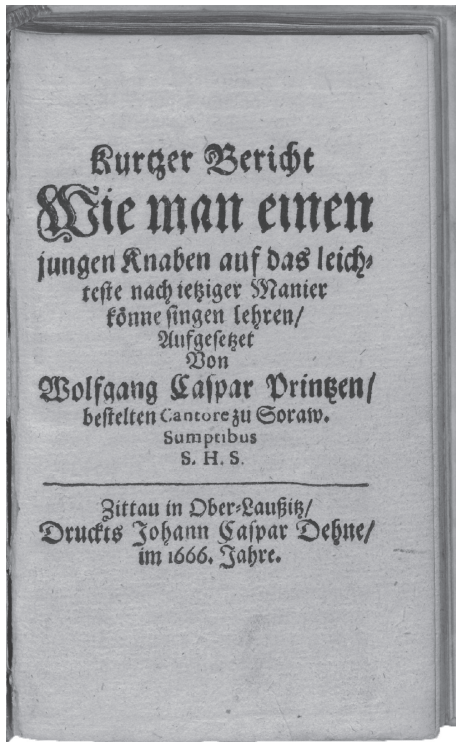 Kurtzer Bericht
Wie man einen
jungen Knaben auf das leich-
teste nach ietziger Manier
könne singen lehren/
Aufgesetzet
Von
Wolfgang Caspar Printzen/
bestelten Cantore zu Soraw.
Sumptibus
S. H. S.
Zittau in Ober-Laußitz/
Druckts Johann Caspar Dehne/
im 1666. Jahre.